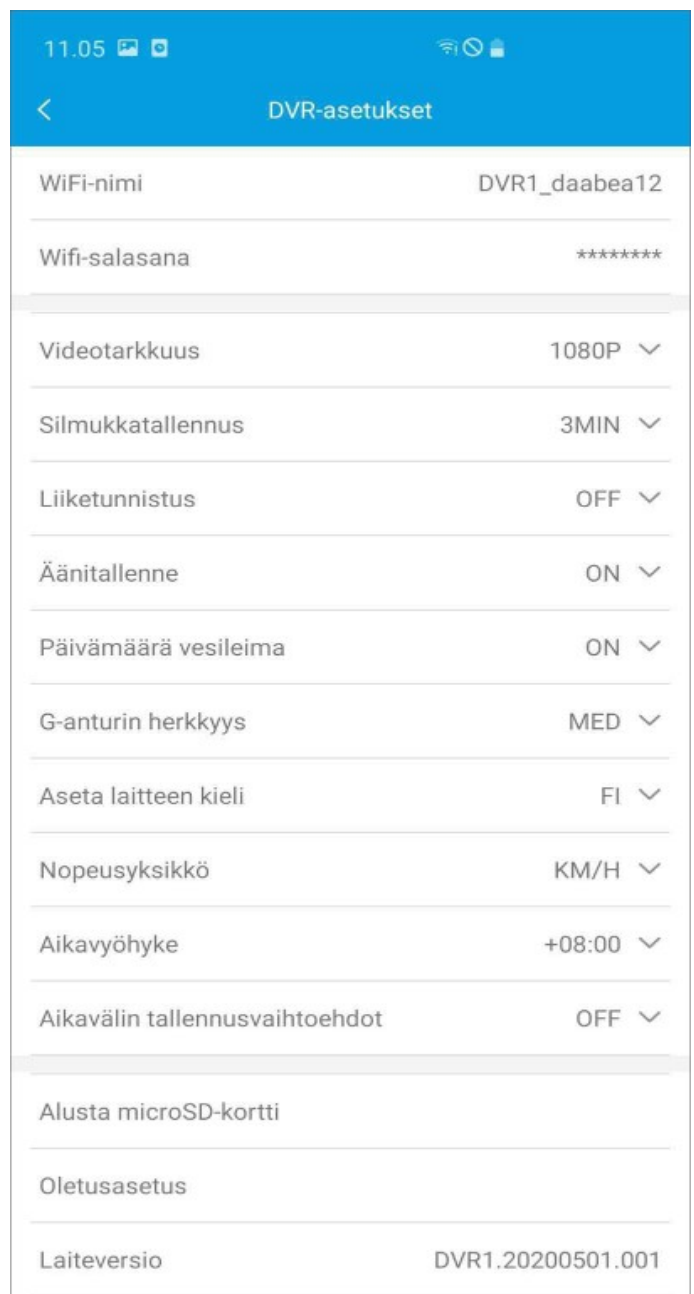 11.05
DVR-asetukset
WiFi-nimi DVR1_daabea12
Wifi-salasana ********
Videotarkkuus 1080P
Silmukkatallennus 3MIN
Liiketunnistus OFF
Äänitallenne ON
Päivämäärä vesileima ON
G-anturin herkkyys MED
Aseta laitteen kieli FI
Nopeusyksikkö KM/H
Aikavyöhyke +08:00
Aikavälin tallennusvaihtoehdot OFF
Alusta microSD-kortti
Oletusasetus
Laiteversio DVR1.20200501.001